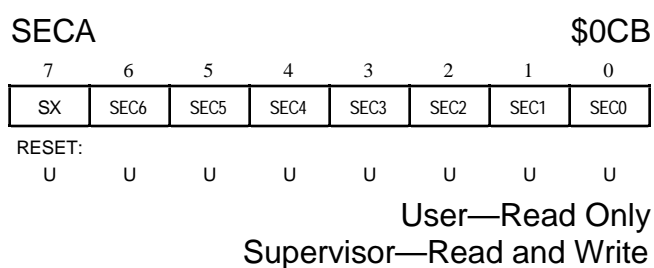 SECA $0CB
7 6 5 4 3 2 1 0
SX SEC6 SEC5 SEC4 SEC3 SEC2 SEC1 SEC0
RESET:
U U U U U U U U
User—Read Only
Supervisor—Read and Write